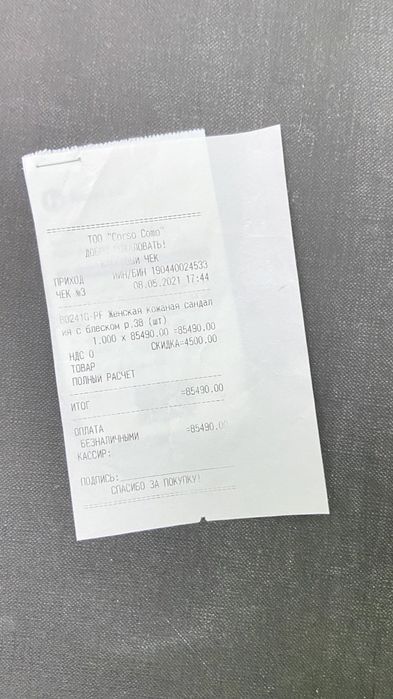 ТОО "Corso Como"
ДОБРО ПОЖАЛОВАТЬ!
ЧЕК
ПРИХОД ИИН/БИН 190440024533
ЧЕК №3 08.05.2021 17:44
B0241G-PF Женская кожаная сандал
ия с блеском р.38 (шт)
1.000 x 85490.00 =85490.00
НДС 0 СКИДКА=4500.00
ТОВАР
ПОЛНЫЙ РАСЧЕТ
ИТОГ =85490.00
ОПЛАТА
БЕЗНАЛИЧНЫМИ =85490.00
КАССИР:
ПОДПИСЬ:
СПАСИБО ЗА ПОКУПКУ!